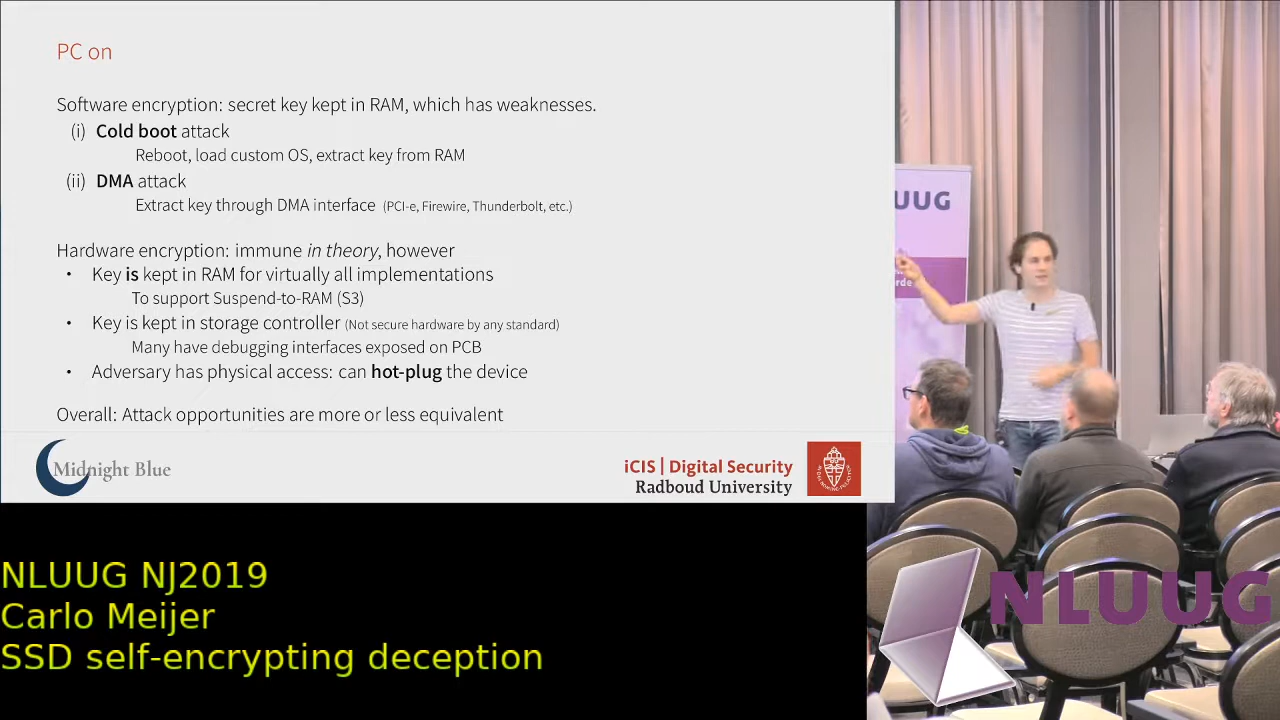 PC on
Software encryption: secret key kept in RAM, which has weaknesses.
(i) Cold boot attack
Reboot, load custom OS, extract key from RAM
(ii) DMA attack
Extract key through DMA interface (PCI-e, Firewire, Thunderbolt, etc.)
Hardware encryption: immune in theory, however
• Key is kept in RAM for virtually all implementations
To support Suspend-to-RAM (S3)
• Key is kept in storage controller (Not secure hardware by any standard)
Many have debugging interfaces exposed on PCB
• Adversary has physical access: can hot-plug the device
Overall: Attack opportunities are more or less equivalent
Midnight Blue
iCIS | Digital Security
Radboud University
UUG
NLUUG NJ2019
Carlo Meijer
SSD self-encrypting deception
NLUUG